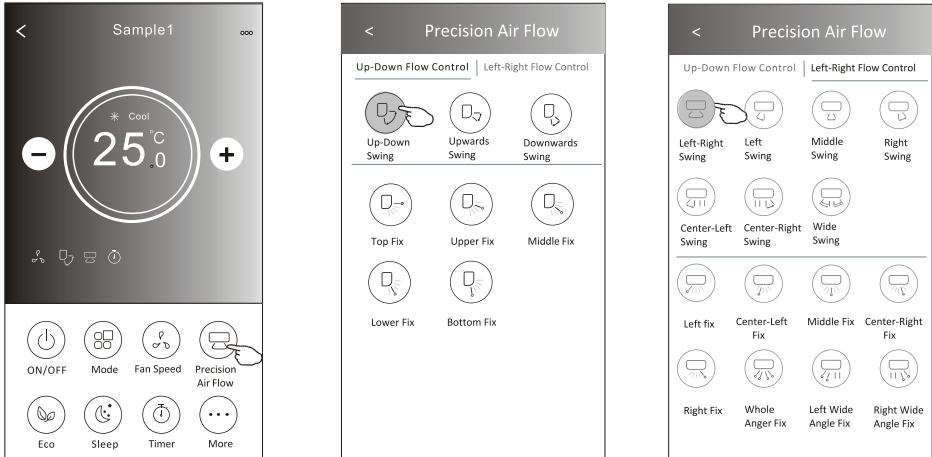 <
Sample1
ooo
Cool
25.0°C
ON/OFF
Mode
Fan Speed
Precision
Air Flow
Eco
Sleep
Timer
More
<
Precision Air Flow
Up-Down Flow Control
Left-Right Flow Control
Up-Down
Swing
Upwards
Swing
Downwards
Swing
Top Fix
Upper Fix
Middle Fix
Lower Fix
Bottom Fix
<
Precision Air Flow
Up-Down Flow Control
Left-Right Flow Control
Left-Right
Swing
Left
Swing
Middle
Swing
Right
Swing
Center-Left
Swing
Center-Right
Swing
Wide
Swing
Left fix
Center-Left
Fix
Middle Fix
Center-Right
Fix
Right Fix
Whole
Anger Fix
Left Wide
Angle Fix
Right Wide
Angle Fix